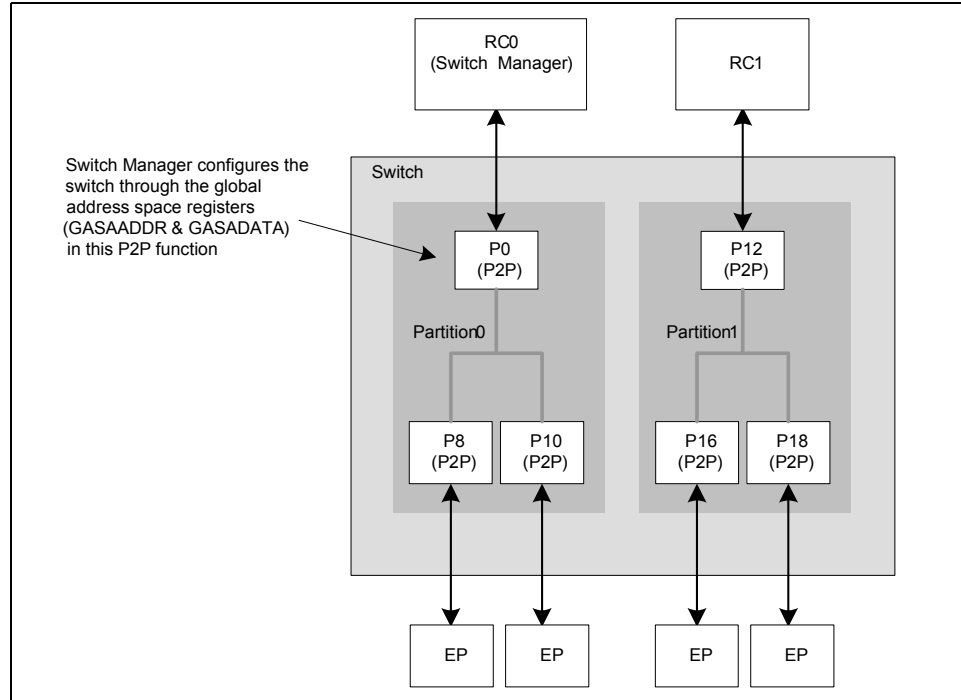 RC0
(Switch Manager)
RC1
Switch Manager configures the
switch through the global
address space registers
(GASAADDR & GASADATA)
in this P2P function
Switch
P0
(P2P)
P12
(P2P)
Partition0
Partition1
P8
(P2P)
P10
(P2P)
P16
(P2P)
P18
(P2P)
EP
EP
EP
EP